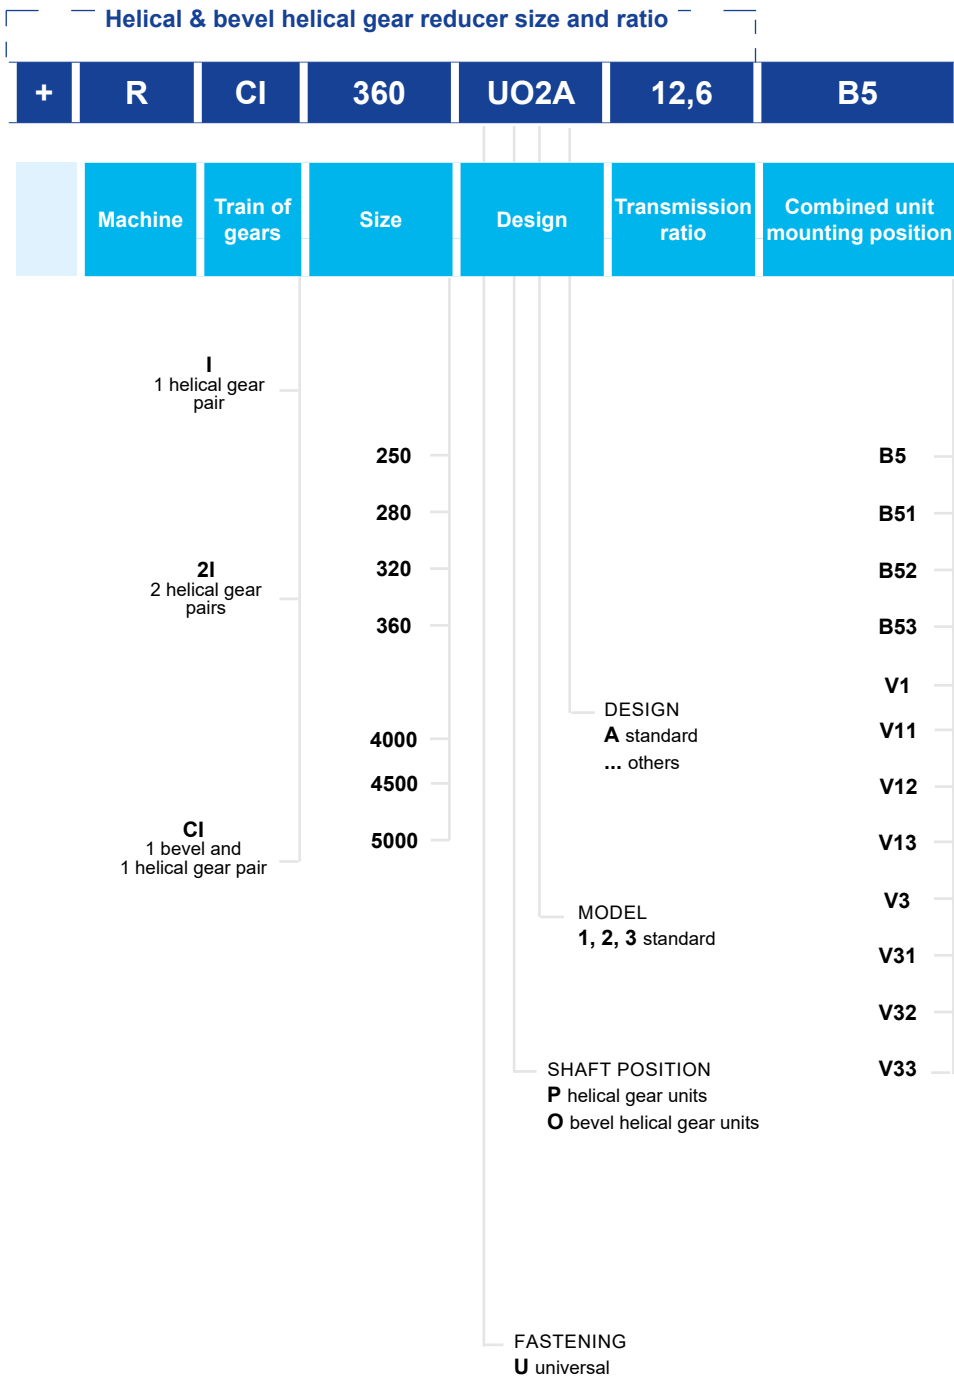 Helical & bevel helical gear reducer size and ratio
+ R CI 360 UO2A 12,6 B5
Machine
Train of
gears
Size
Design
Transmission
ratio
Combined unit
mounting position
I
1 helical gear
pair
2I
2 helical gear
pairs
CI
1 bevel and
1 helical gear pair
250
280
320
360
4000
4500
5000
DESIGN
A standard
... others
MODEL
1, 2, 3 standard
SHAFT POSITION
P helical gear units
O bevel helical gear units
FASTENING
U universal
B5
B51
B52
B53
V1
V11
V12
V13
V3
V31
V32
V33